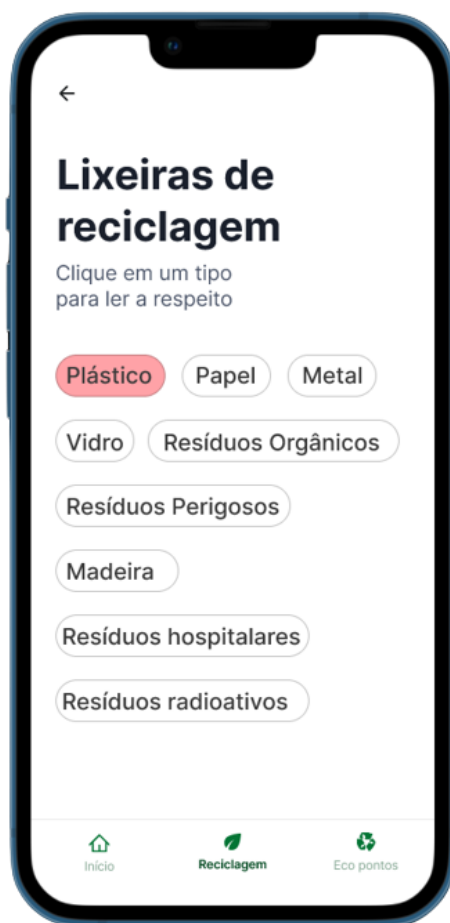 Lixeiras de
reciclagem
Clique em um tipo
para ler a respeito
Plástico Papel Metal
Vidro Resíduos Orgânicos
Resíduos Perigosos
Madeira
Resíduos hospitalares
Resíduos radioativos
Início Reciclagem Eco pontos